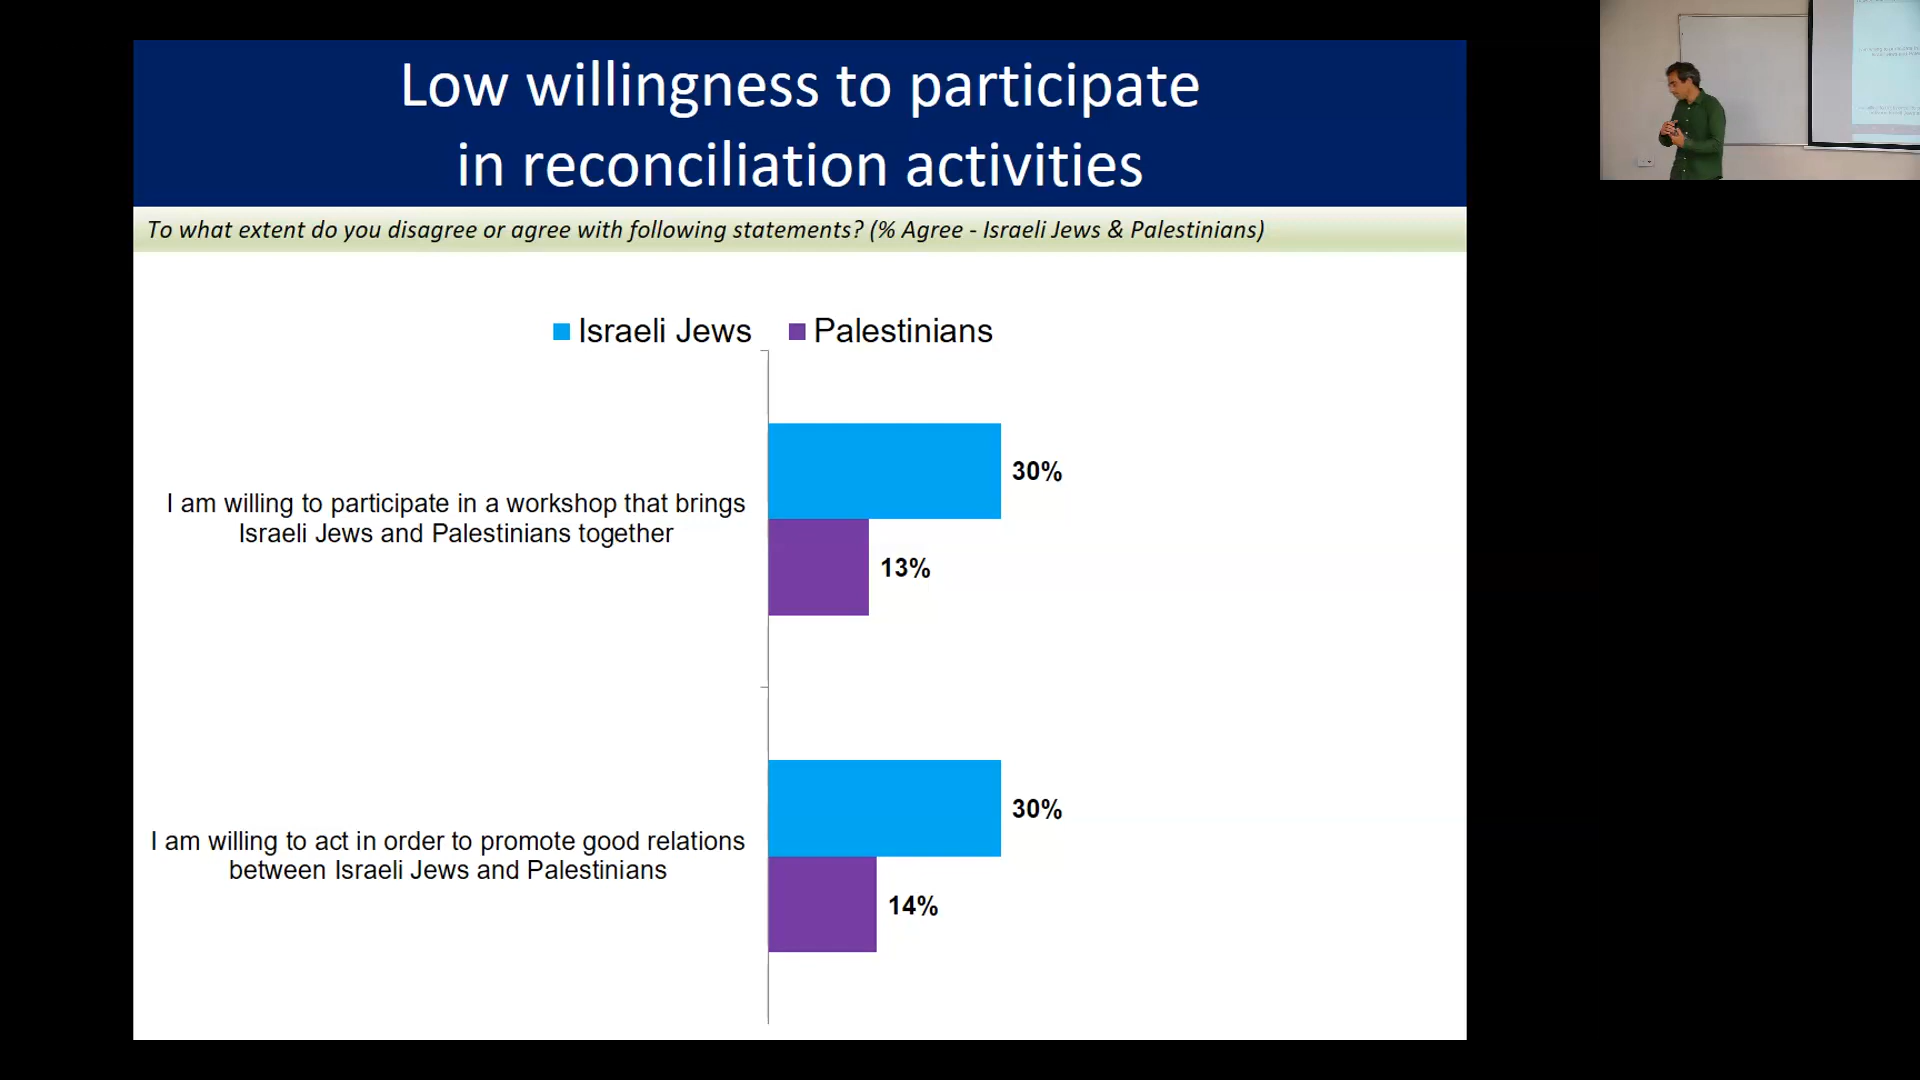 Low willingness to participate
in reconciliation activities
To what extent do you disagree or agree with following statements? (% Agree - Israeli Jews & Palestinians)
Israeli Jews Palestinians
I am willing to participate in a workshop that brings
Israeli Jews and Palestinians together
30%
13%
I am willing to act in order to promote good relations
between Israeli Jews and Palestinians
30%
14%